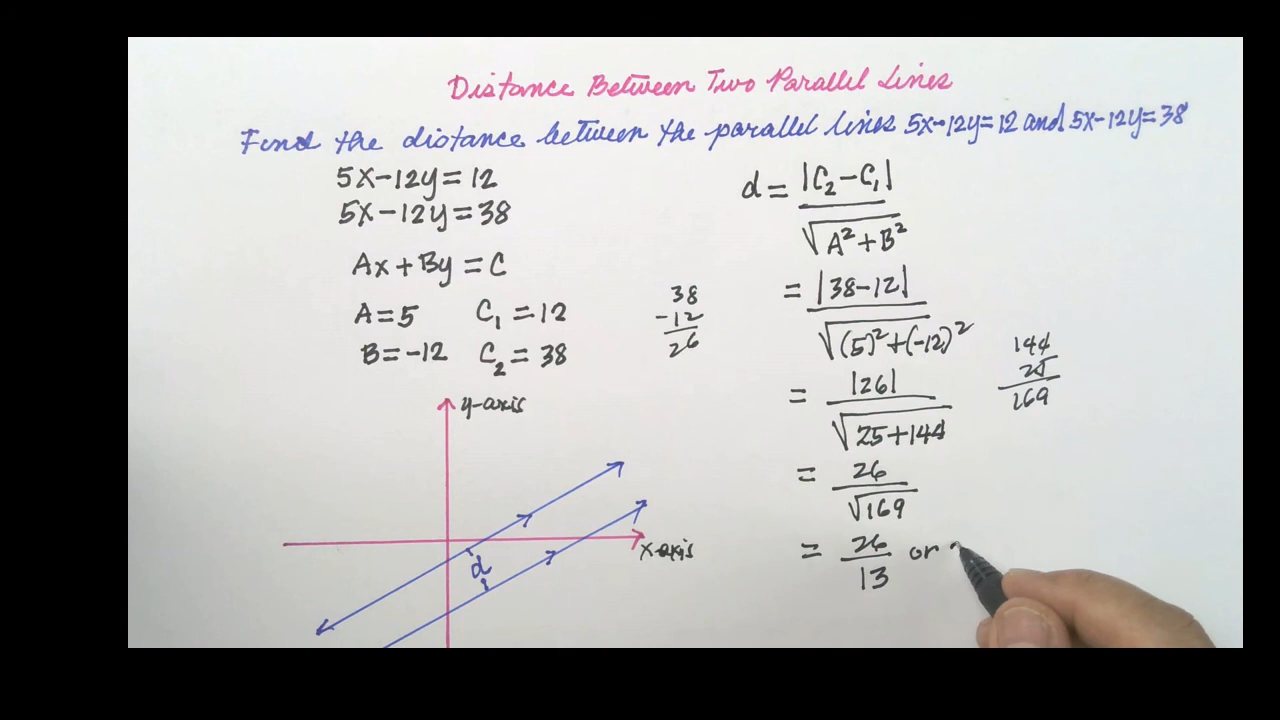 Distance Between Two Parallel Lines
Find the distance between the parallel lines 5x-12y=12 and 5x-12y=38
5x-12y=12
5x-12y=38
Ax+By=C
A=5 C₁=12
B=-12 C₂=38
38
-12
26
y-axis
x-axis
d
d = |C₂-C₁|
√A²+B²
= |38-12|
√(5)²+(-12)²
144
25
169
= |26|
√25+144
= 26
√169
= 26 or
13